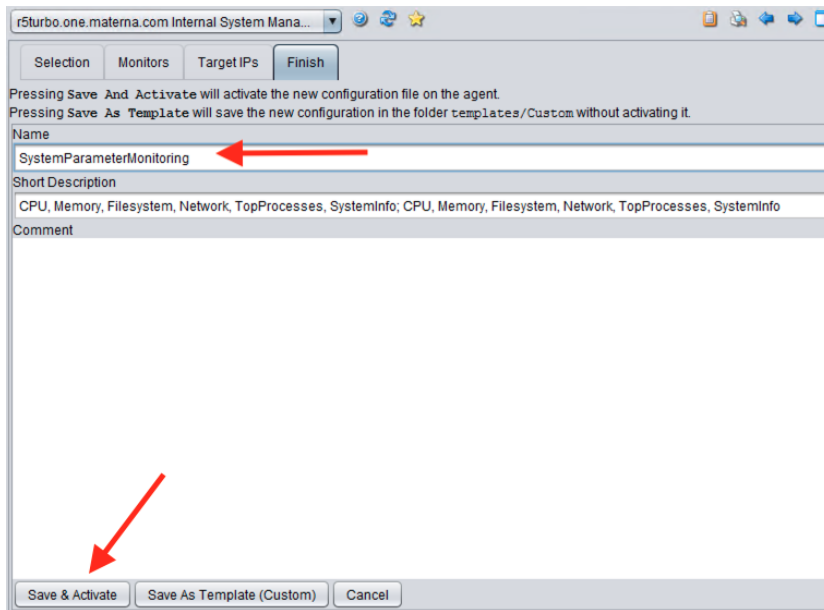 r5turbo.one.materna.com Internal System Mana...
Selection Monitors Target IPs Finish
Pressing Save And Activate will activate the new configuration file on the agent.
Pressing Save As Template will save the new configuration in the folder templates/Custom without activating it.
Name
SystemParameterMonitoring
Short Description
CPU, Memory, Filesystem, Network, TopProcesses, SystemInfo; CPU, Memory, Filesystem, Network, TopProcesses, SystemInfo
Comment
Save & Activate Save As Template (Custom) Cancel